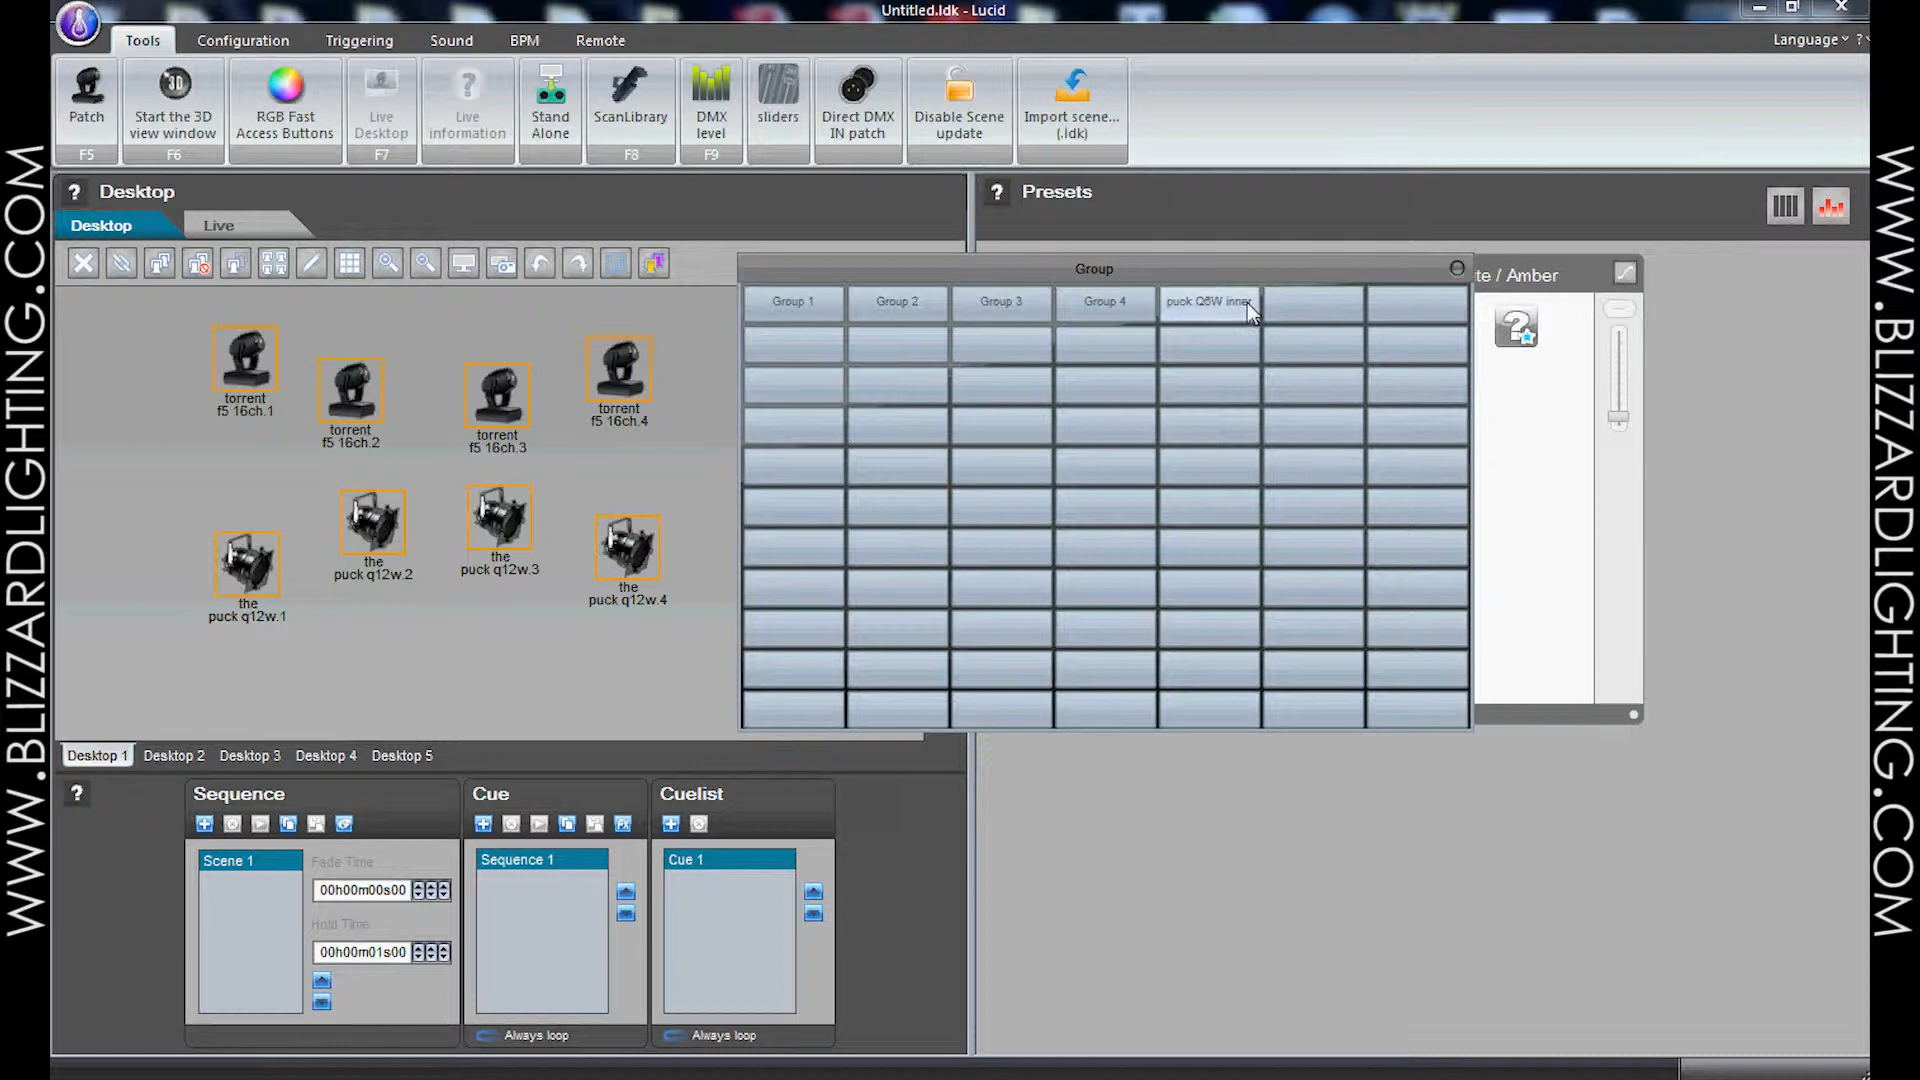 Untitled.ldk - Lucid
Tools
Configuration
Triggering
Sound
BPM
Remote
Language
?
Patch
F5
3D
Start the 3D
view window
F6
RGB Fast
Access Buttons
Live
Desktop
F7
?
Live
information
Stand
Alone
ScanLibrary
F8
DMX
level
F9
sliders
Direct DMX
IN patch
Disable Scene
update
Import scene...
(.ldk)
? Desktop
Desktop
Live
? Presets
Group
Group 1
Group 2
Group 3
Group 4
te / Amber
?
torrent
f5 16ch.1
torrent
f5 16ch.2
torrent
f5 16ch.3
torrent
f5 16ch.4
the
puck q12w.1
the
puck q12w.2
the
puck q12w.3
the
puck q12w.4
Desktop 1
Desktop 2
Desktop 3
Desktop 4
Desktop 5
?
Sequence
Scene 1
Fade Time
00h00m00s00
Hold Time
00h00m01s00
Cue
Sequence 1
Always loop
Cuelist
Cue 1
Always loop
WWW.BLIZZARDLIGHTING.COM
WWW.BLIZZARDLIGHTING.COM